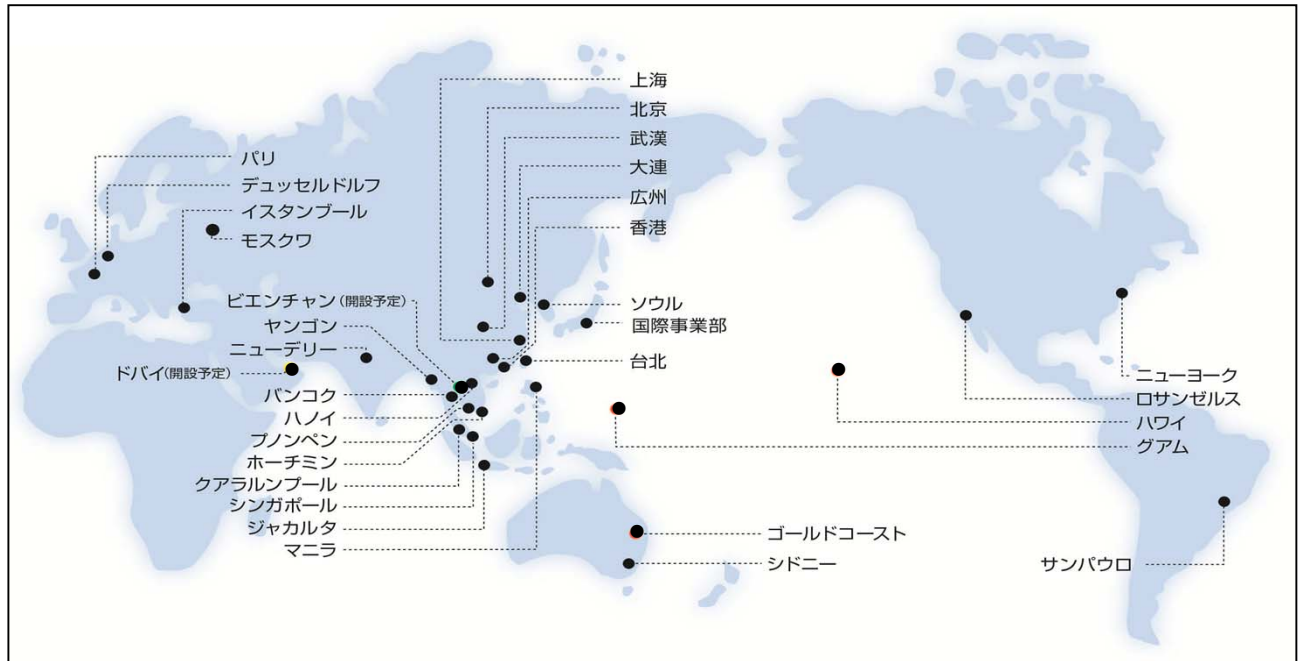 上海
北京
武漢
大連
広州
香港
パリ
デュッセルドルフ
イスタンブール
モスクワ
ビエンチャン(開設予定)
ヤンゴン
ニューデリー
ドバイ(開設予定)
バンコク
ハノイ
プノンペン
ホーチミン
クアラルンプール
シンガポール
ジャカルタ
マニラ
ソウル
国際事業部
台北
ゴールドコースト
シドニー
ニューヨーク
ロサンゼルス
ハワイ
グアム
サンパウロ